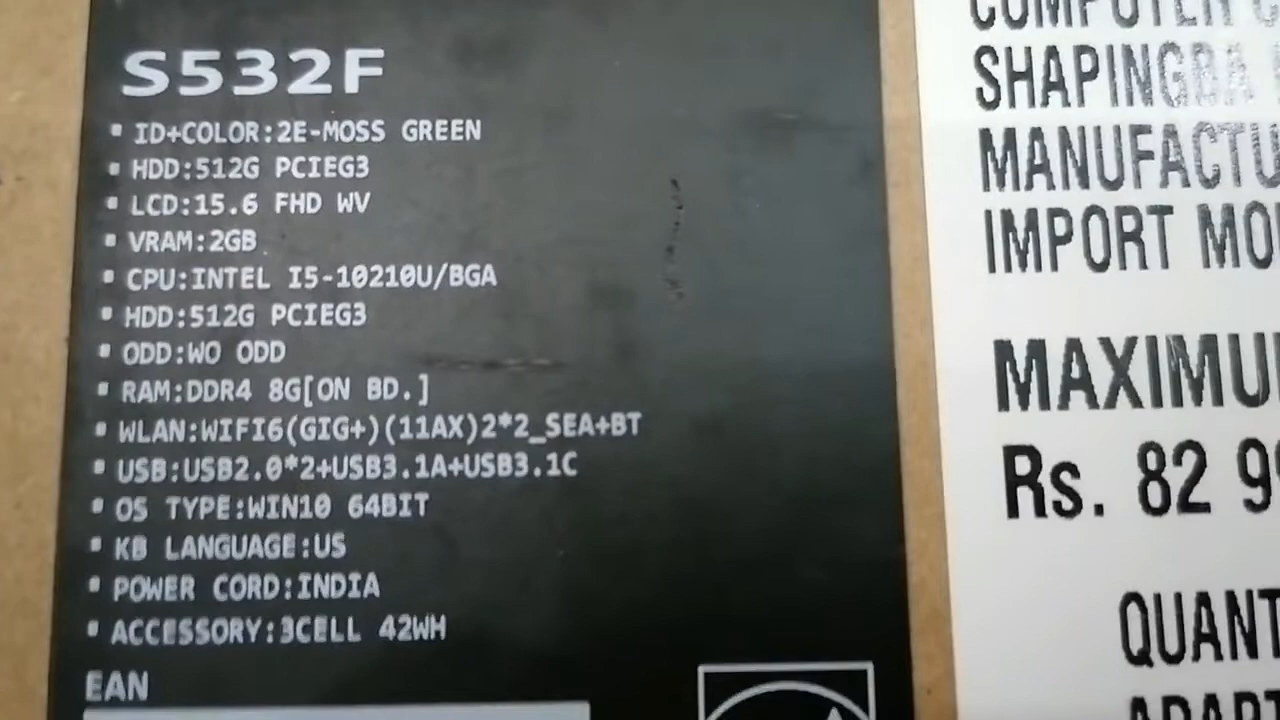 S532F
▪ ID+COLOR:2E-MOSS GREEN
▪ HDD:512G PCIEG3
▪ LCD:15.6 FHD WV
▪ VRAM:2GB
▪ CPU:INTEL I5-10210U/BGA
▪ HDD:512G PCIEG3
▪ ODD:WO ODD
▪ RAM:DDR4 8G[ON BD.]
▪ WLAN:WIFI6(GIG+)(11AX)2*2_SEA+BT
▪ USB:USB2.0*2+USB3.1A+USB3.1C
▪ OS TYPE:WIN10 64BIT
▪ KB LANGUAGE:US
▪ POWER CORD:INDIA
▪ ACCESSORY:3CELL 42WH
EAN
COMPUTER C
SHAPINGBA
MANUFACTU
IMPORT MO
MAXIMU
Rs. 82 9
QUANT
ADAPT